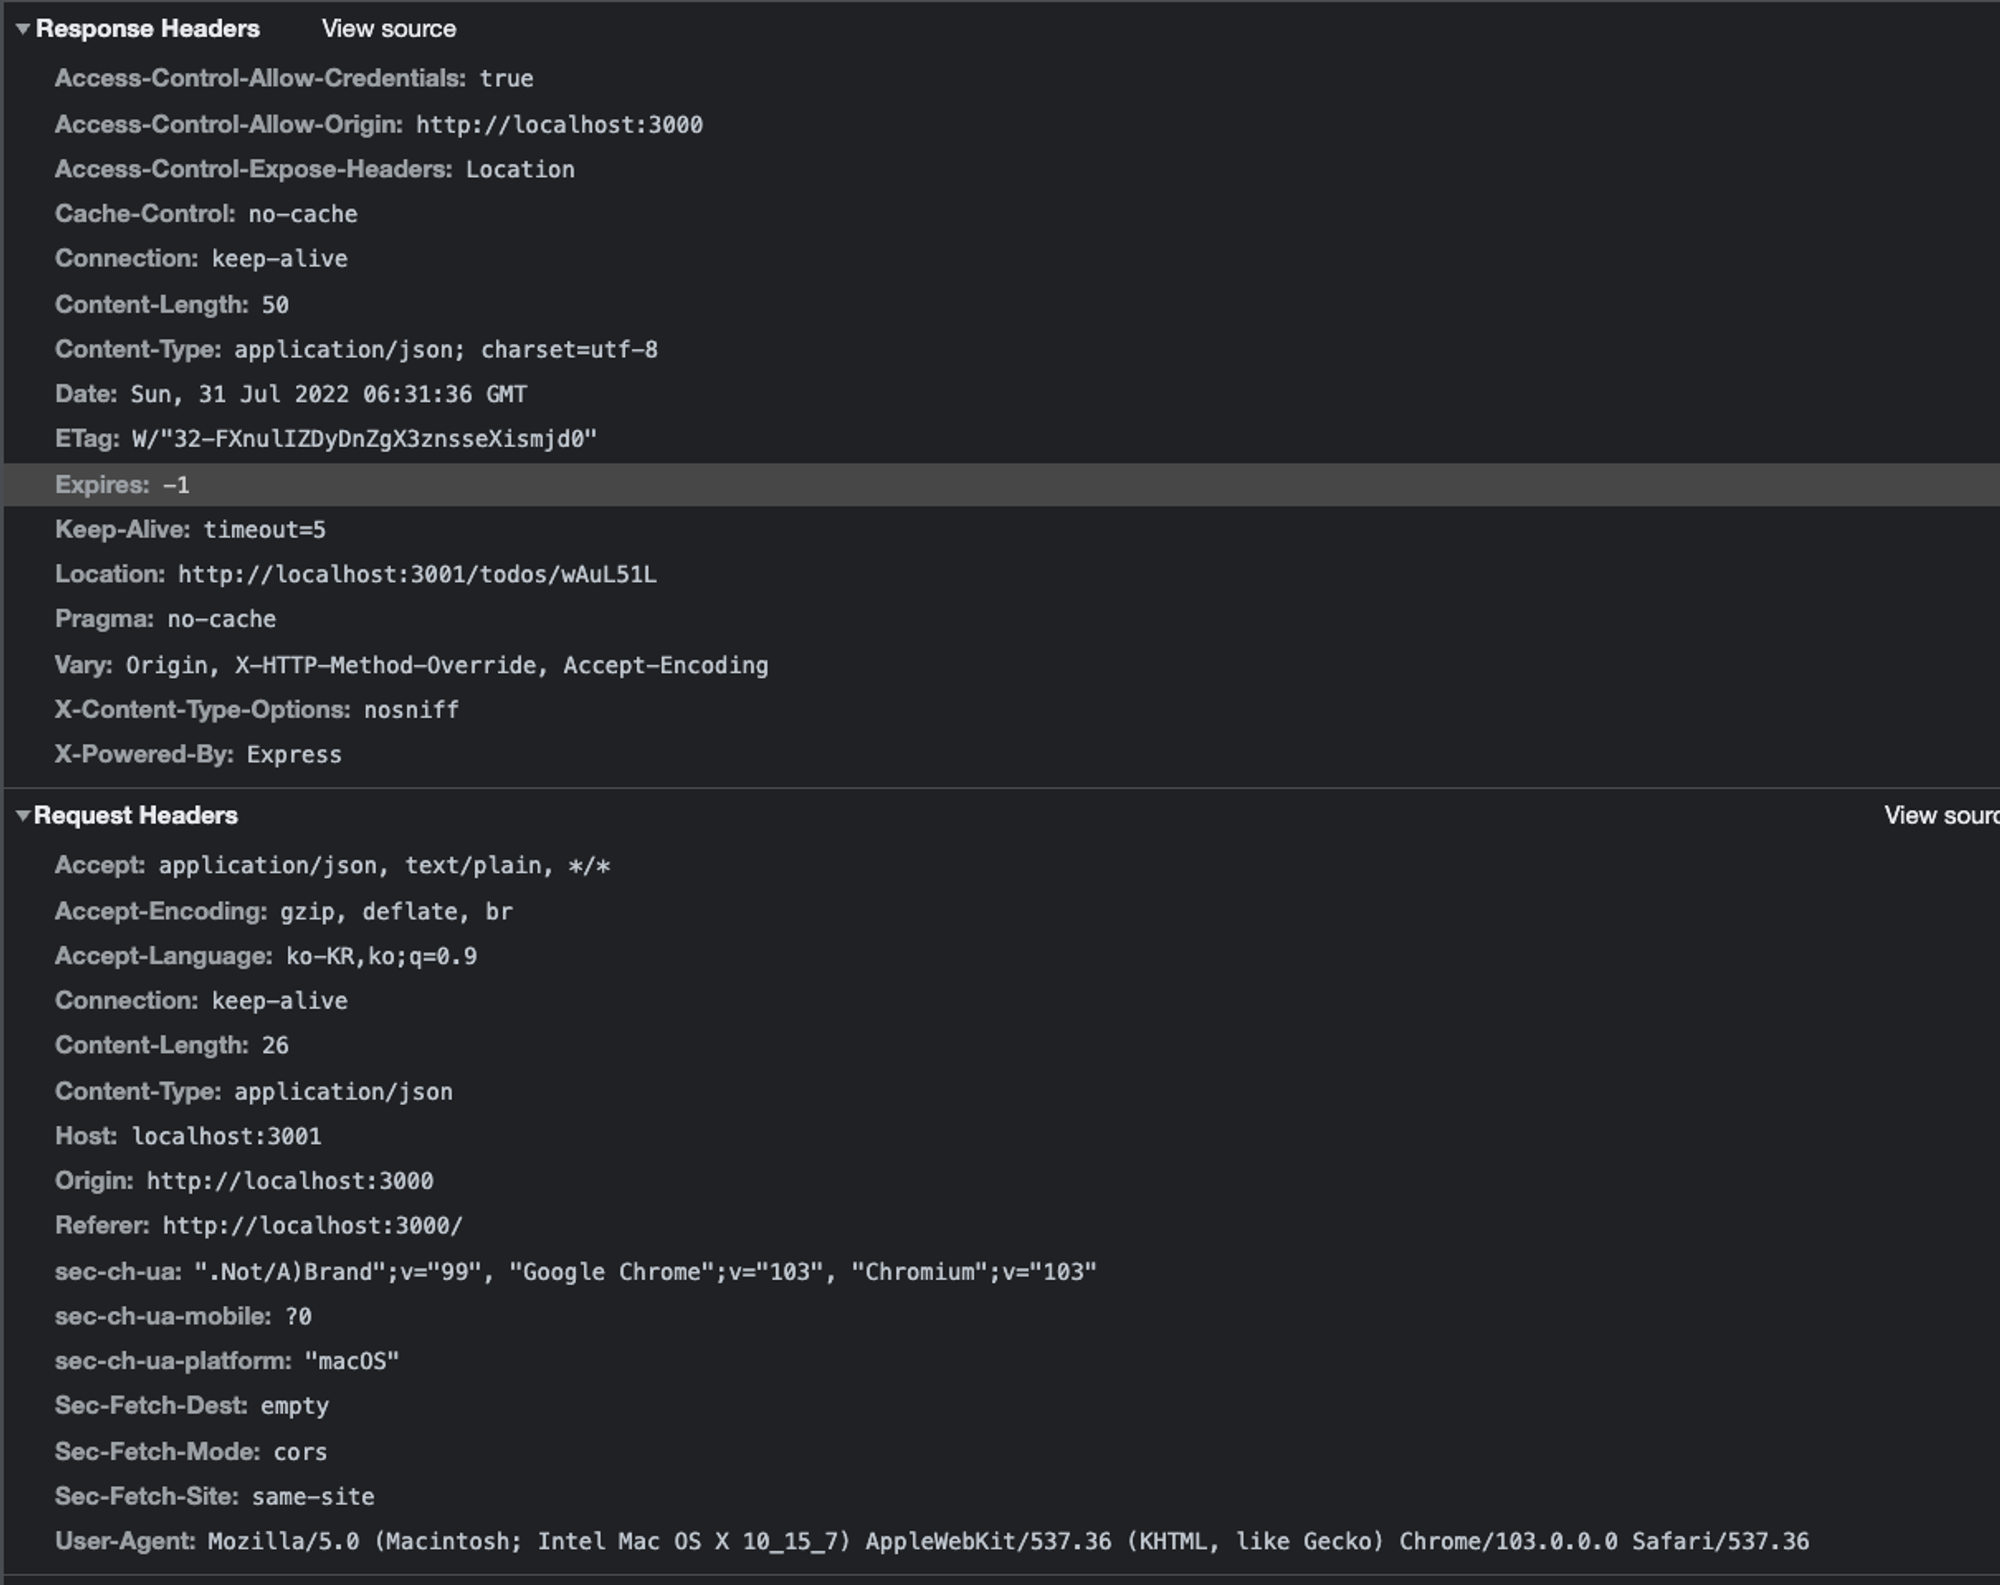 Response Headers View source
Access-Control-Allow-Credentials: true
Access-Control-Allow-Origin: http://localhost:3000
Access-Control-Expose-Headers: Location
Cache-Control: no-cache
Connection: keep-alive
Content-Length: 50
Content-Type: application/json; charset=utf-8
Date: Sun, 31 Jul 2022 06:31:36 GMT
ETag: W/"32-FXnulIZDyDnZgX3znsseXismjd0"
Expires: -1
Keep-Alive: timeout=5
Location: http://localhost:3001/todos/wAuL51L
Pragma: no-cache
Vary: Origin, X-HTTP-Method-Override, Accept-Encoding
X-Content-Type-Options: nosniff
X-Powered-By: Express
Request Headers View sourc
Accept: application/json, text/plain, */*
Accept-Encoding: gzip, deflate, br
Accept-Language: ko-KR,ko;q=0.9
Connection: keep-alive
Content-Length: 26
Content-Type: application/json
Host: localhost:3001
Origin: http://localhost:3000
Referer: http://localhost:3000/
sec-ch-ua: ".Not/A)Brand";v="99", "Google Chrome";v="103", "Chromium";v="103"
sec-ch-ua-mobile: ?0
sec-ch-ua-platform: "macOS"
Sec-Fetch-Dest: empty
Sec-Fetch-Mode: cors
Sec-Fetch-Site: same-site
User-Agent: Mozilla/5.0 (Macintosh; Intel Mac OS X 10_15_7) AppleWebKit/537.36 (KHTML, like Gecko) Chrome/103.0.0.0 Safari/537.36